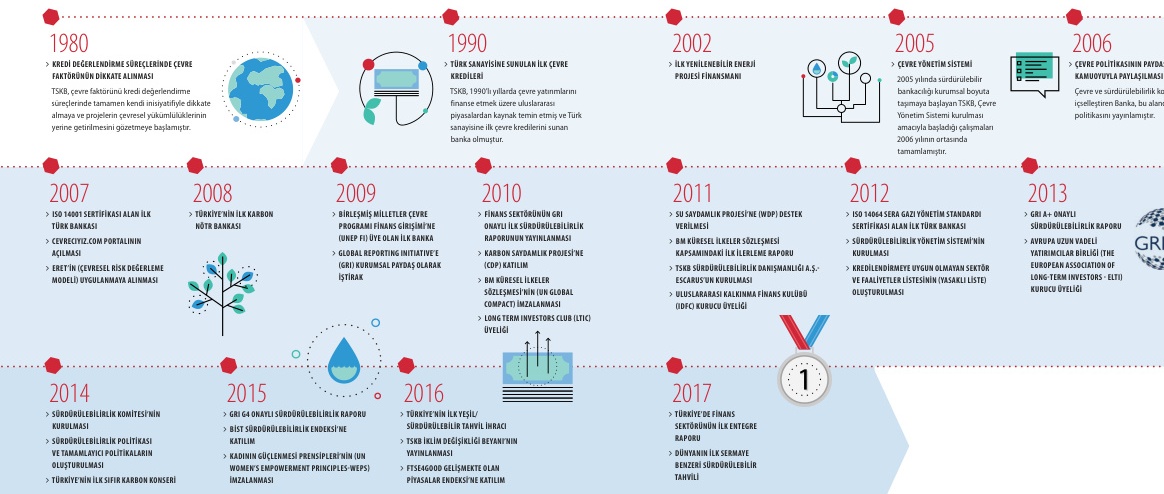 1980
› KREDİ DEĞERLENDİRME SÜREÇLERİNDE ÇEVRE
FAKTÖRÜNÜN DİKKATE ALINMASI
TSKB, çevre faktörünü kredi değerlendirme
süreçlerinde tamamen kendi inisiyatifiyle dikkate
almaya ve projelerin çevresel yükümlülüklerinin
yerine getirilmesini gözetmeye başlamıştır.
1990
› TÜRK SANAYİSİNE SUNULAN İLK ÇEVRE
KREDİLERİ
TSKB, 1990'lı yıllarda çevre yatırımlarını
finanse etmek üzere uluslararası
piyasalardan kaynak temin etmiş ve Türk
sanayisine ilk çevre kredilerini sunan
banka olmuştur.
2002
› İLK YENİLENEBİLİR ENERJİ
PROJESİ FİNANSMANI
2005
› ÇEVRE YÖNETİM SİSTEMİ
2005 yılında sürdürülebilir
bankacılığı kurumsal boyuta
taşımaya başlayan TSKB, Çevre
Yönetim Sistemi kurulması
amacıyla başladığı çalışmaları
2006 yılının ortasında
tamamlamıştır.
2006
› ÇEVRE POLİTİKASININ
KAMUOYUYLA PAYLAŞILMASI
Çevre ve sürdürülebilirlik
içselleştiren Banka, bu
politikasını yayınlamıştır.
2007
› ISO 14001 SERTİFİKASI ALAN İLK
TÜRK BANKASI
› CEVRECIYIZ.COM PORTALININ
AÇILMASI
› ERET'İN (ÇEVRESEL RİSK DEĞERLEME
MODELİ) UYGULANMAYA ALINMASI
2008
› TÜRKİYE'NİN İLK KARBON
NÖTR BANKASI
2009
› BİRLEŞMİŞ MİLLETLER ÇEVRE
PROGRAMI FİNANS GİRİŞİMİ'NE
(UNEP FI) ÜYE OLAN İLK BANKA
› GLOBAL REPORTING INITIATIVE'E
(GRI) KURUMSAL PAYDAŞ OLARAK
İŞTİRAK
2010
› FİNANS SEKTÖRÜNÜN GRI
ONAYLI İLK SÜRDÜRÜLEBİLİRLİK
RAPORUNUN YAYINLANMASI
› KARBON SAYDAMLIK PROJESİ'NE
(CDP) KATILIM
› BM KÜRESEL İLKELER
SÖZLEŞMESİ'NİN (UN GLOBAL
COMPACT) İMZALANMASI
› LONG TERM INVESTORS CLUB (LTIC)
ÜYELİĞİ
2011
› SU SAYDAMLIK PROJESİ'NE (WDP) DESTEK
VERİLMESİ
› BM KÜRESEL İLKELER SÖZLEŞMESİ
KAPSAMINDAKİ İLK İLERLEME RAPORU
› TSKB SÜRDÜRÜLEBİLİRLİK DANIŞMANLIĞI A.Ş.-
ESCARUS'UN KURULMASI
› ULUSLARARASI KALKINMA FİNANS KULÜBÜ
(IDFC) KURUCU ÜYELİĞİ
2012
› ISO 14064 SERA GAZI YÖNETİM STANDARDI
SERTİFİKASI ALAN İLK TÜRK BANKASI
› SÜRDÜRÜLEBİLİRLİK YÖNETİM SİSTEMİ'NİN
KURULMASI
› KREDİLENDİRMEYE UYGUN OLMAYAN SEKTÖR
VE FAALİYETLER LİSTESİNİN (YASAKLI LİSTE)
OLUŞTURULMASI
2013
› GRI A+ ONAYLI
SÜRDÜRÜLEBİLİRLİK RAPORU
› AVRUPA UZUN VADELİ
YATIRIMCILAR BİRLİĞİ (THE
EUROPEAN ASSOCIATION OF
LONG-TERM INVESTORS - ELTI)
KURUCU ÜYELİĞİ
GRI
2014
› SÜRDÜRÜLEBİLİRLİK KOMİTESİ'NİN
KURULMASI
› SÜRDÜRÜLEBİLİRLİK POLİTİKASI
VE TAMAMLAYICI POLİTİKALARIN
OLUŞTURULMASI
› TÜRKİYE'NİN İLK SIFIR KARBON KONSERİ
2015
› GRI G4 ONAYLI SÜRDÜRÜLEBİLİRLİK RAPORU
› BİST SÜRDÜRÜLEBİLİRLİK ENDEKSİ'NE
KATILIM
› KADININ GÜÇLENMESİ PRENSİPLERİ'NİN (UN
WOMEN'S EMPOWERMENT PRINCIPLES-WEPS)
İMZALANMASI
2016
› TÜRKİYE'NİN İLK YEŞİL/
SÜRDÜRÜLEBİLİR TAHVİL İHRACI
› TSKB İKLİM DEĞİŞİKLİĞİ BEYANI'NIN
YAYINLANMASI
› FTSE4GOOD GELİŞMEKTE OLAN
PİYASALAR ENDEKSİ'NE KATILIM
1
2017
› TÜRKİYE'DE FİNANS
SEKTÖRÜNÜN İLK ENTEGRE
RAPORU
› DÜNYANIN İLK SERMAYE
BENZERİ SÜRDÜRÜLEBİLİR
TAHVİLİ